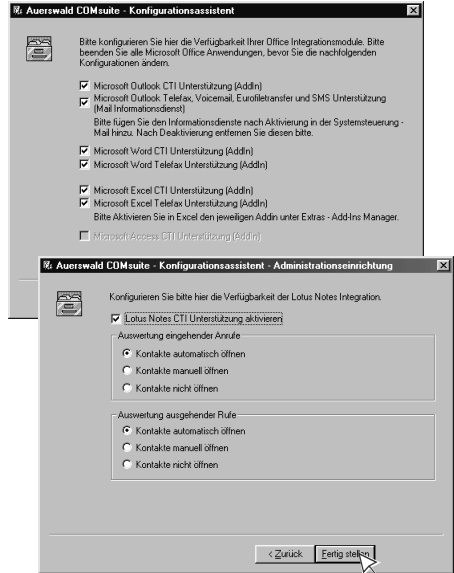 Auerswald COMsuite - Konfigurationsassistent
Bitte konfigurieren Sie hier die Verfügbarkeit Ihrer Office Integrationsmodule. Bitte
beenden Sie alle Microsoft Office Anwendungen, bevor Sie die nachfolgenden
Konfigurationen ändern.
Microsoft Outlook CTI Unterstützung (AddIn)
Microsoft Outlook Telefax, Voicemail, Eurofiletransfer und SMS Unterstützung
(Mail Informationsdienst)
Bitte fügen Sie den Informationsdienst nach Aktivierung in der Systemsteuerung -
Mail hinzu. Nach Deaktivierung entfernen Sie diesen bitte.
Microsoft Word CTI Unterstützung (AddIn)
Microsoft Word Telefax Unterstützung (AddIn)
Microsoft Excel CTI Unterstützung (AddIn)
Microsoft Excel Telefax Unterstützung (AddIn)
Bitte Aktivieren Sie in Excel den jeweiligen Addin unter Extras - Add-Ins Manager.
Microsoft Access CTI Unterstützung (AddIn)
Auerswald COMsuite - Konfigurationsassistent - Administrationseinrichtung
Konfigurieren Sie bitte hier die Verfügbarkeit der Lotus Notes Integration.
Lotus Notes CTI Unterstützung aktivieren
Auswertung eingehender Anrufe
Kontakte automatisch öffnen
Kontakte manuell öffnen
Kontakte nicht öffnen
Auswertung ausgehender Rufe
Kontakte automatisch öffnen
Kontakte manuell öffnen
Kontakte nicht öffnen
< Zurück
Fertig stellen